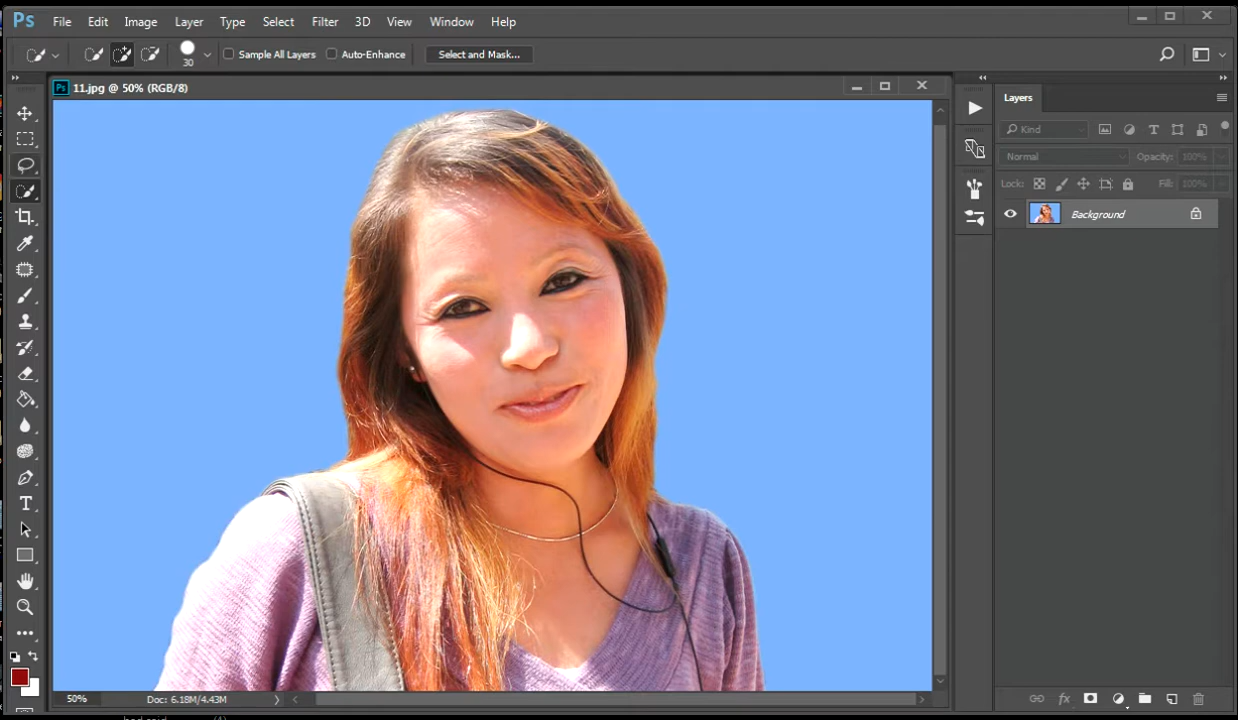 Ps File Edit Image Layer Type Select Filter 3D View Window Help
30 Sample All Layers Auto-Enhance Select and Mask...
Ps 11.jpg @ 50% (RGB/8)
Layers
Kind
Normal Opacity: 100%
Lock: Fill: 100%
Background
50% Doc: 6.18M/4.43M